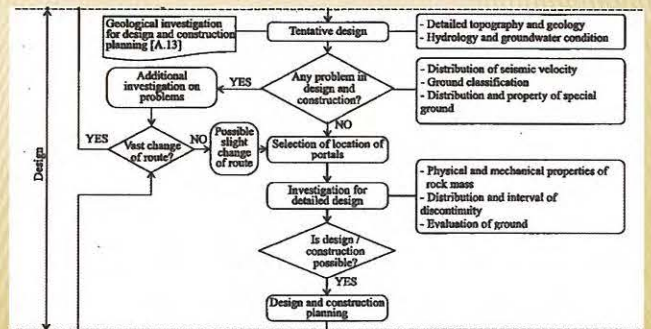 Geological investigation
for design and construction
planning [A.13]
Tentative design
- Detailed topography and geology
- Hydrology and groundwater condition
Additional
investigation on
problems
YES
Any problem in
design and
construction?
- Distribution of seismic velocity
- Ground classification
- Distribution and property of special
ground
NO
YES
Vast change
of route?
NO
Possible
slight
change
of route
Selection of location of
portals
Design
Investigation for
detailed design
- Physical and mechanical properties of
rock mass
- Distribution and interval of
discontinuity
- Evaluation of ground
Is design /
construction
possible?
YES
Design and construction
planning